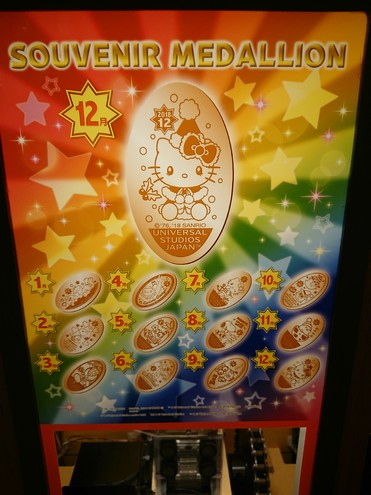 SOUVENIR MEDALLION
12月
2018
12
©'76,'18 SANRIO
UNIVERSAL
STUDIOS
JAPAN
1. 4. 7. 10.
2. 5. 8. 11.
3. 6. 9. 12.